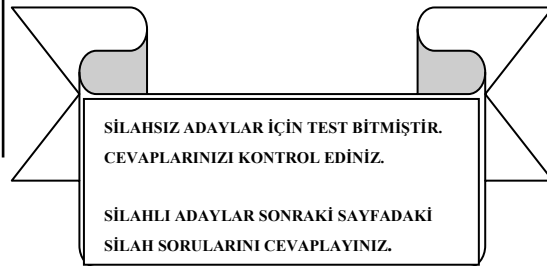 SİLAHSIZ ADAYLAR İÇİN TEST BİTMİŞTİR.
CEVAPLARINIZI KONTROL EDİNİZ.
SİLAHLI ADAYLAR SONRAKİ SAYFADAKİ
SİLAH SORULARINI CEVAPLAYINIZ.